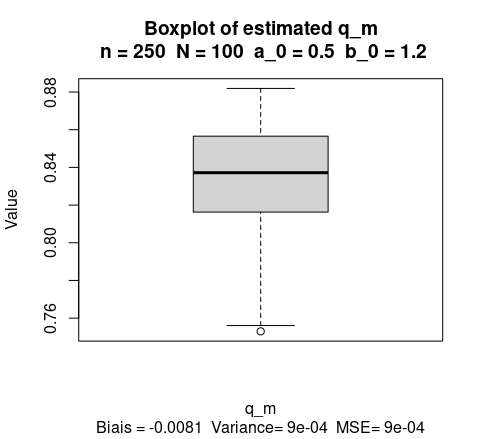 Boxplot of estimated q_m
n = 250 N = 100 a_0 = 0.5 b_0 = 1.2
Value
0.88
0.84
0.80
0.76
q_m
Biais = -0.0081 Variance= 9e-04 MSE= 9e-04